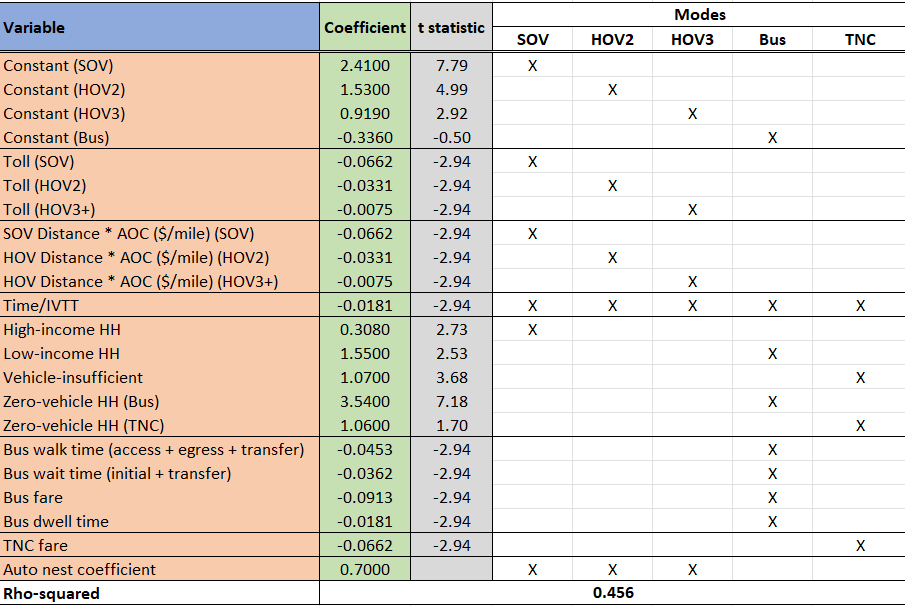 Variable Coefficient t statistic Modes
SOV HOV2 HOV3 Bus TNC
Constant (SOV) 2.4100 7.79 X
Constant (HOV2) 1.5300 4.99 X
Constant (HOV3) 0.9190 2.92 X
Constant (Bus) -0.3360 -0.50 X
Toll (SOV) -0.0662 -2.94 X
Toll (HOV2) -0.0331 -2.94 X
Toll (HOV3+) -0.0075 -2.94 X
SOV Distance * AOC ($/mile) (SOV) -0.0662 -2.94 X
HOV Distance * AOC ($/mile) (HOV2) -0.0331 -2.94 X
HOV Distance * AOC ($/mile) (HOV3+) -0.0075 -2.94 X
Time/IVTT -0.0181 -2.94 X X X X X
High-income HH 0.3080 2.73 X
Low-income HH 1.5500 2.53 X
Vehicle-insufficient 1.0700 3.68 X
Zero-vehicle HH (Bus) 3.5400 7.18 X
Zero-vehicle HH (TNC) 1.0600 1.70 X
Bus walk time (access + egress + transfer) -0.0453 -2.94 X
Bus wait time (initial + transfer) -0.0362 -2.94 X
Bus fare -0.0913 -2.94 X
Bus dwell time -0.0181 -2.94 X
TNC fare -0.0662 -2.94 X
Auto nest coefficient 0.7000 X X X
Rho-squared 0.456